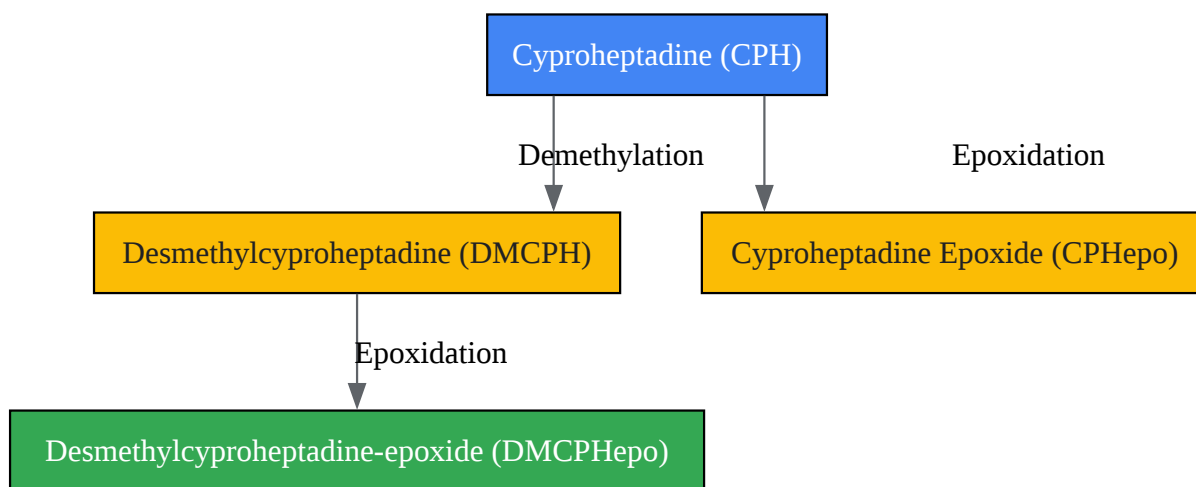 Cyproheptadine (CPH)
Demethylation
Epoxidation
Desmethylcyproheptadine (DMCPH)
Cyproheptadine Epoxide (CPHepo)
Epoxidation
Desmethylcyproheptadine-epoxide (DMCPHepo)